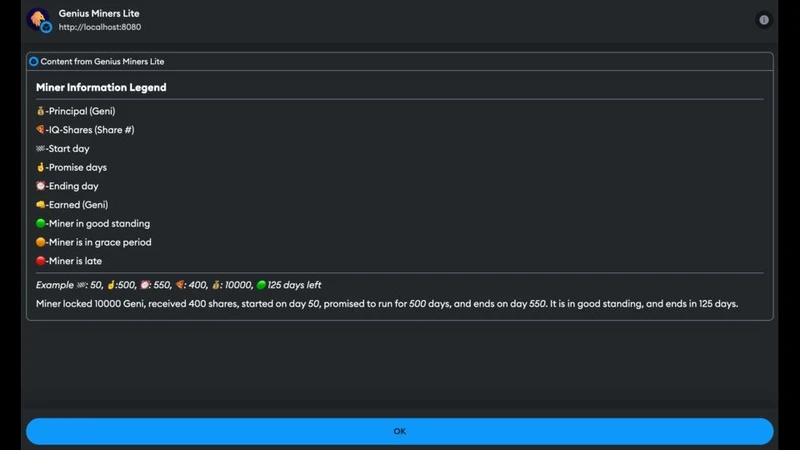 Genius Miners Lite
http://localhost:8080
Content from Genius Miners Lite
Miner Information Legend
💰-Principal (Geni)
🍕-IQ-Shares (Share #)
🏁-Start day
🤞-Promise days
⏰-Ending day
👊-Earned (Geni)
🟢-Miner in good standing
🟠-Miner is in grace period
🔴-Miner is late
Example 🏁: 50, 🤞:500, ⏰: 550, 🍕: 400, 💰: 10000, 🟢 125 days left
Miner locked 10000 Geni, received 400 shares, started on day 50, promised to run for 500 days, and ends on day 550. It is in good standing, and ends in 125 days.
OK